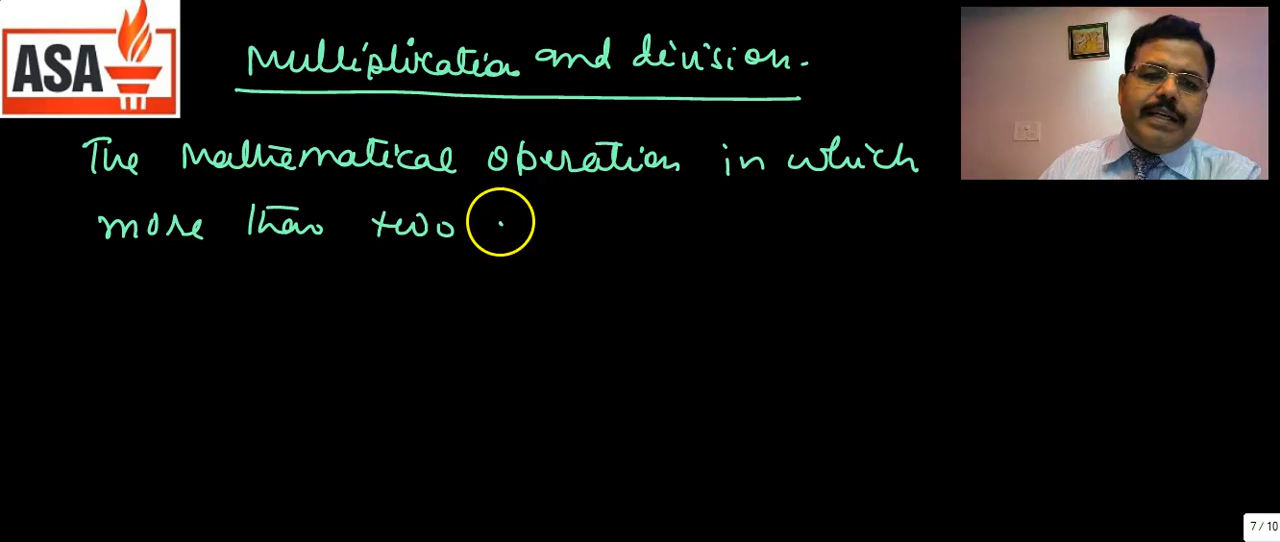 ASA
Multiplication and division.
The Mathematical operation in which
more than two
7 / 10